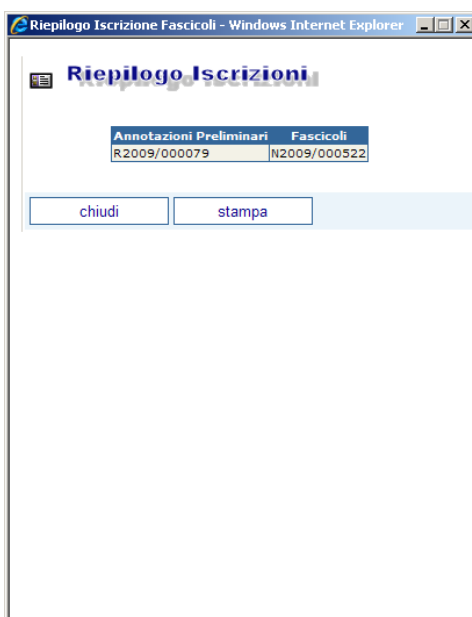 Riepilogo Iscrizione Fascicoli - Windows Internet Explorer
Riepilogo Iscrizioni
Annotazioni Preliminari Fascicoli
R2009/000079 N2009/000522
chiudi stampa